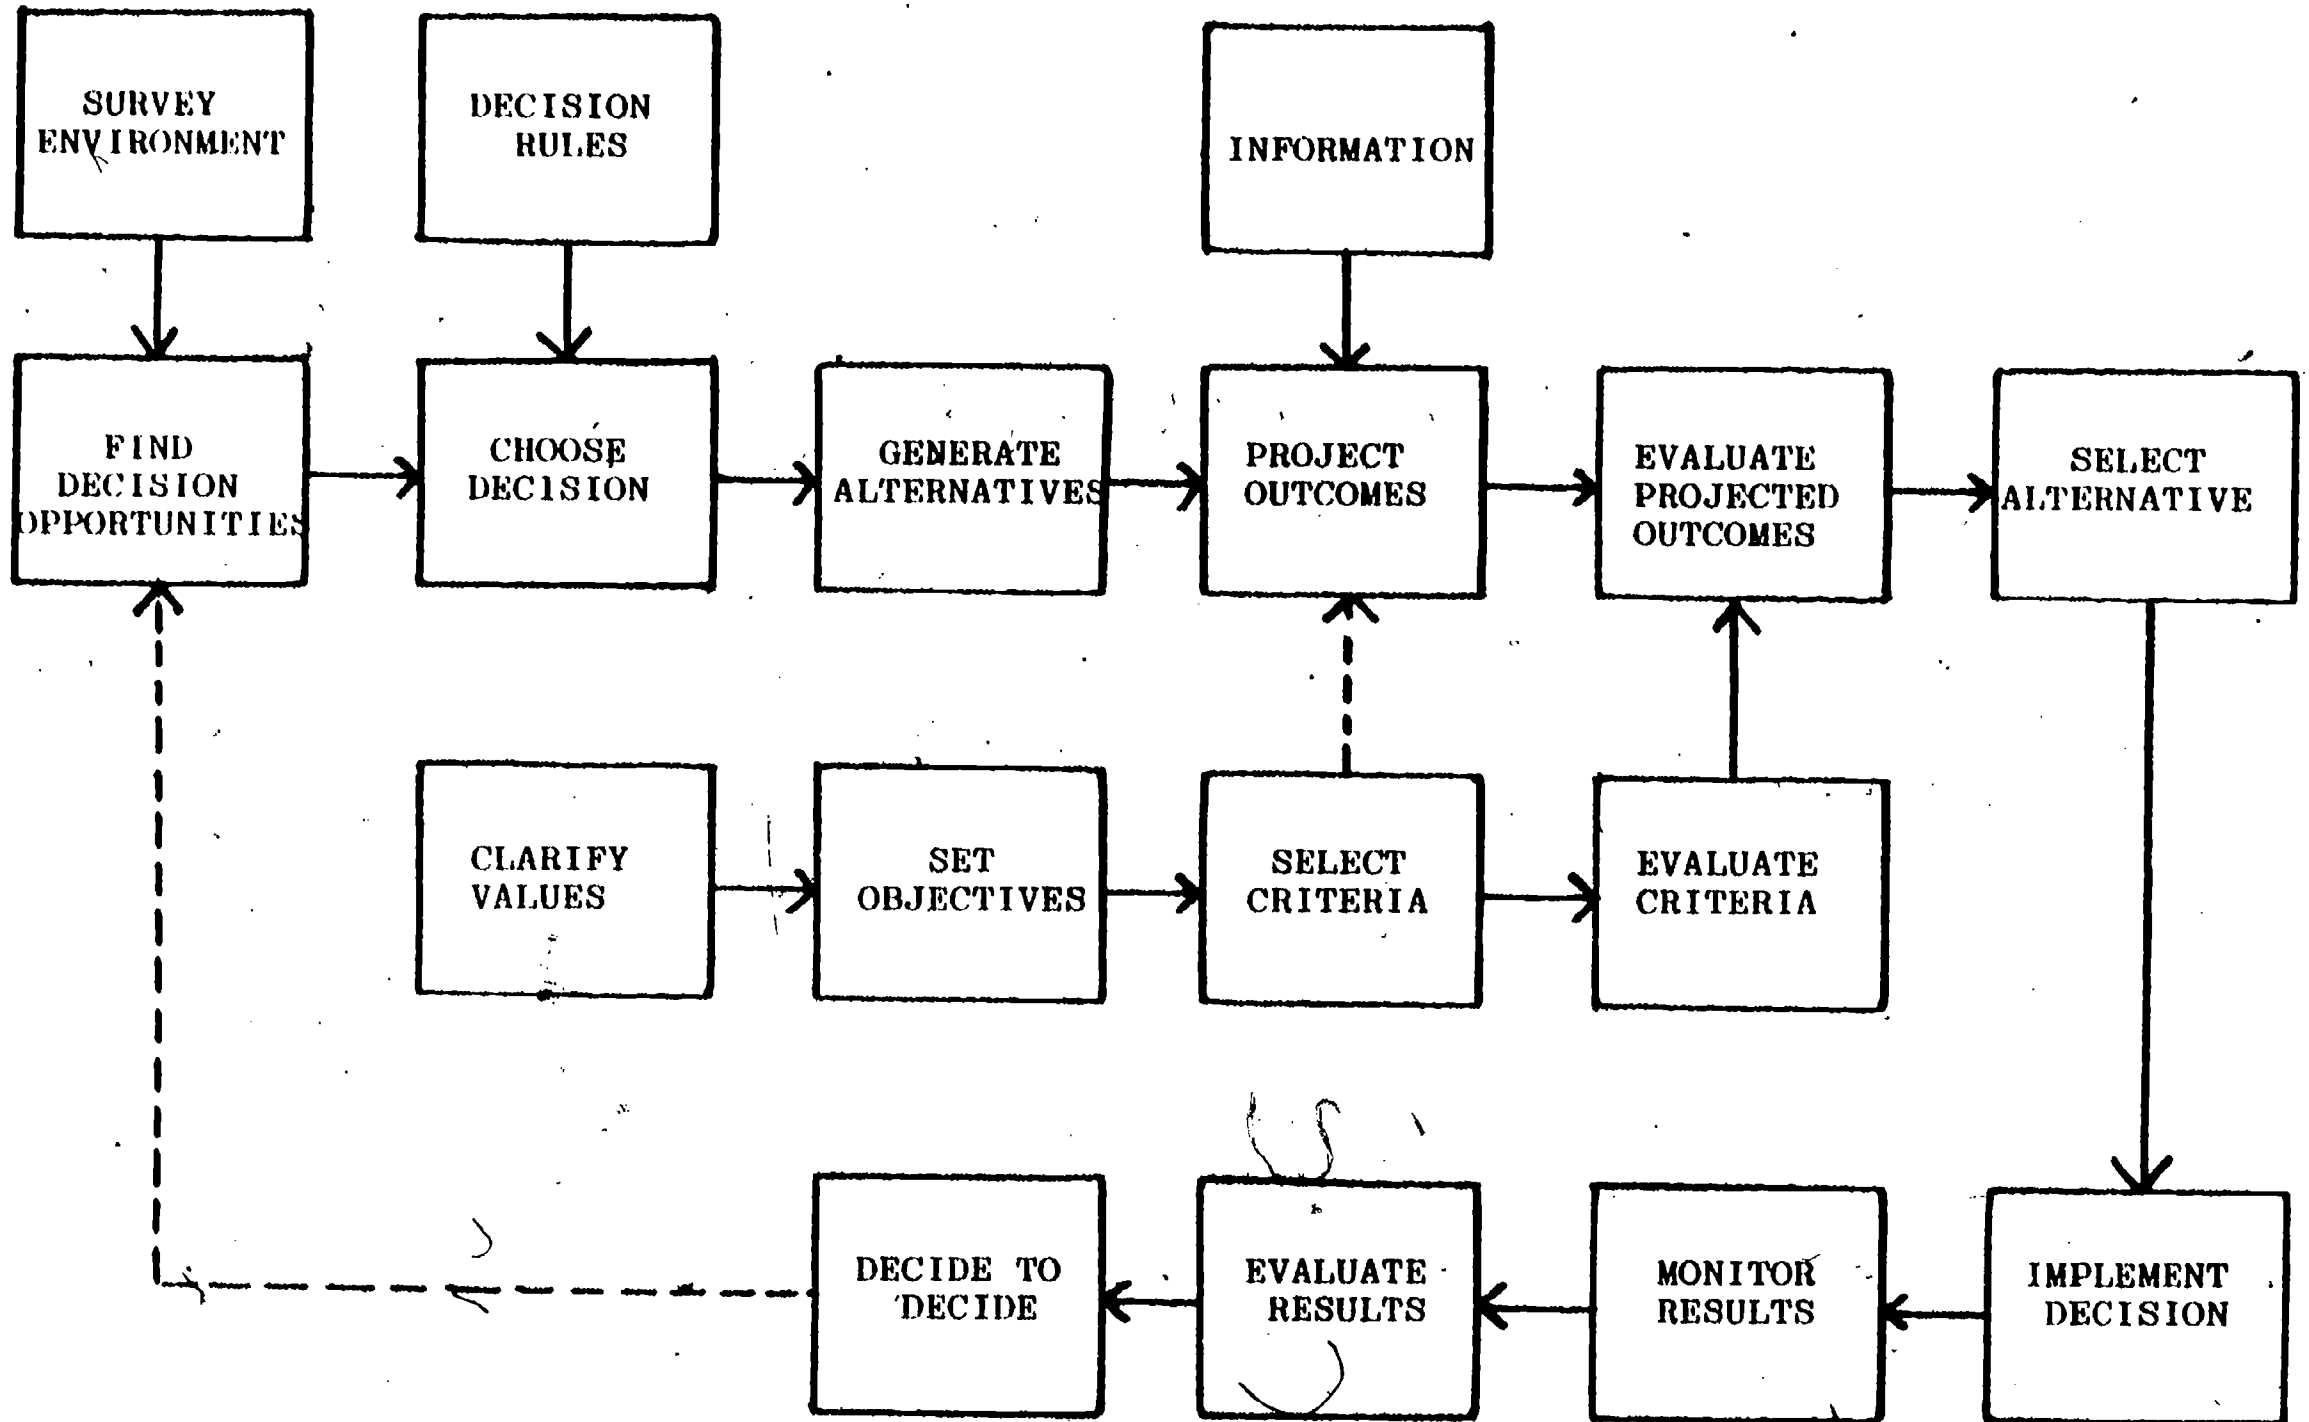 SURVEY
ENVIRONMENT
DECISION
RULES
INFORMATION
FIND
DECISION
OPPORTUNITIES
CHOOSE
DECISION
GENERATE
ALTERNATIVES
PROJECT
OUTCOMES
EVALUATE
PROJECTED
OUTCOMES
SELECT
ALTERNATIVE
CLARIFY
VALUES
SET
OBJECTIVES
SELECT
CRITERIA
EVALUATE
CRITERIA
DECIDE TO
DECIDE
EVALUATE
RESULTS
MONITOR
RESULTS
IMPLEMENT
DECISION